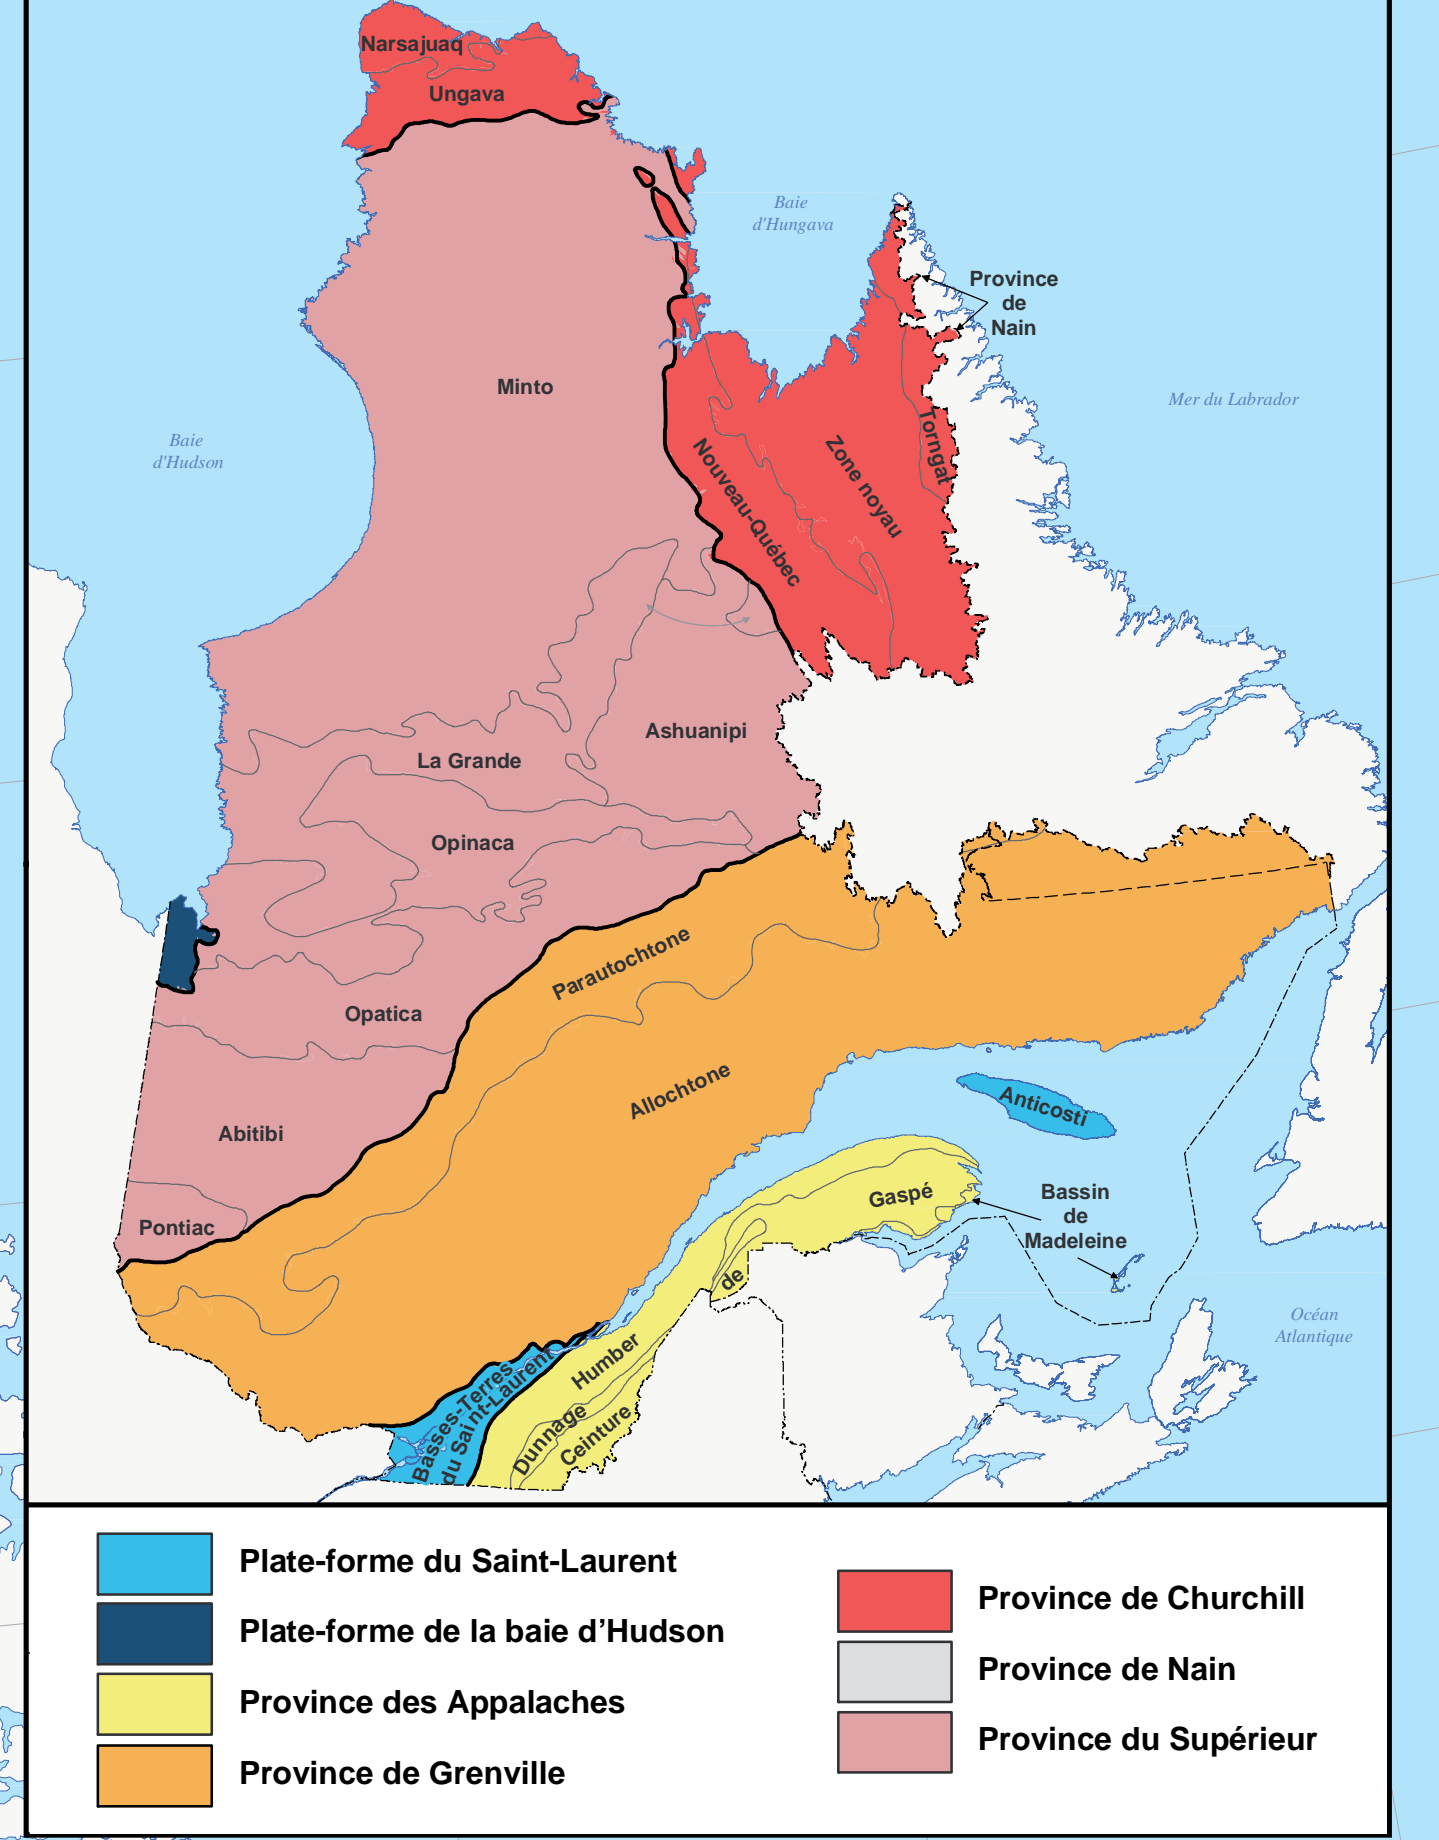 Narsajuaq
Ungava
Baie
d'Hungava
Province
de
Nain
Minto
Mer du Labrador
Baie
d'Hudson
Nouveau-Québec
Zone noyau
Torngat
Ashuanipi
La Grande
Opinaca
Parautochtone
Opatica
Allochtone
Anticosti
Abitibi
Gaspé
Bassin
de
Madeleine
Pontiac
de
Océan
Atlantique
Humber
Basses-Terres
du Saint-Laurent
Dunnage
Ceinture
Plate-forme du Saint-Laurent
Plate-forme de la baie d’Hudson
Province des Appalaches
Province de Grenville
Province de Churchill
Province de Nain
Province du Supérieur